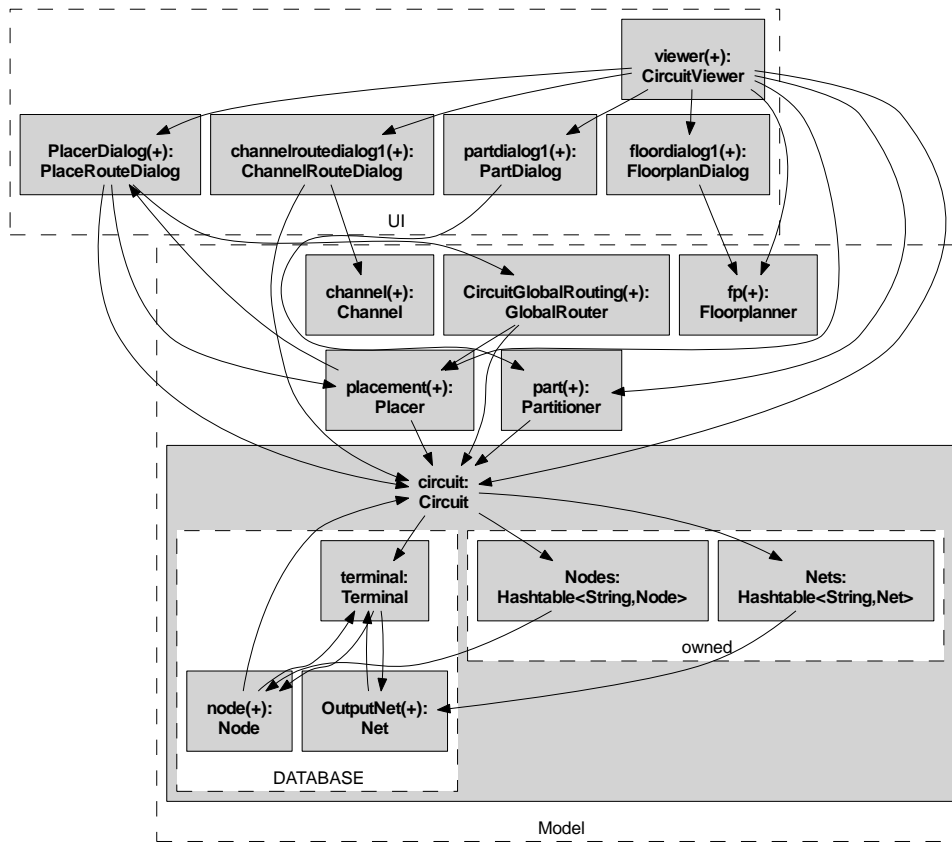 viewer(+):
CircuitViewer
PlacerDialog(+):
PlaceRouteDialog
channelroutedialog1(+):
ChannelRouteDialog
partdialog1(+):
PartDialog
floordialog1(+):
FloorplanDialog
UI
channel(+):
Channel
CircuitGlobalRouting(+):
GlobalRouter
fp(+):
Floorplanner
placement(+):
Placer
part(+):
Partitioner
circuit:
Circuit
terminal:
Terminal
Nodes:
Hashtable<String,Node>
Nets:
Hashtable<String,Net>
owned
node(+):
Node
OutputNet(+):
Net
DATABASE
Model